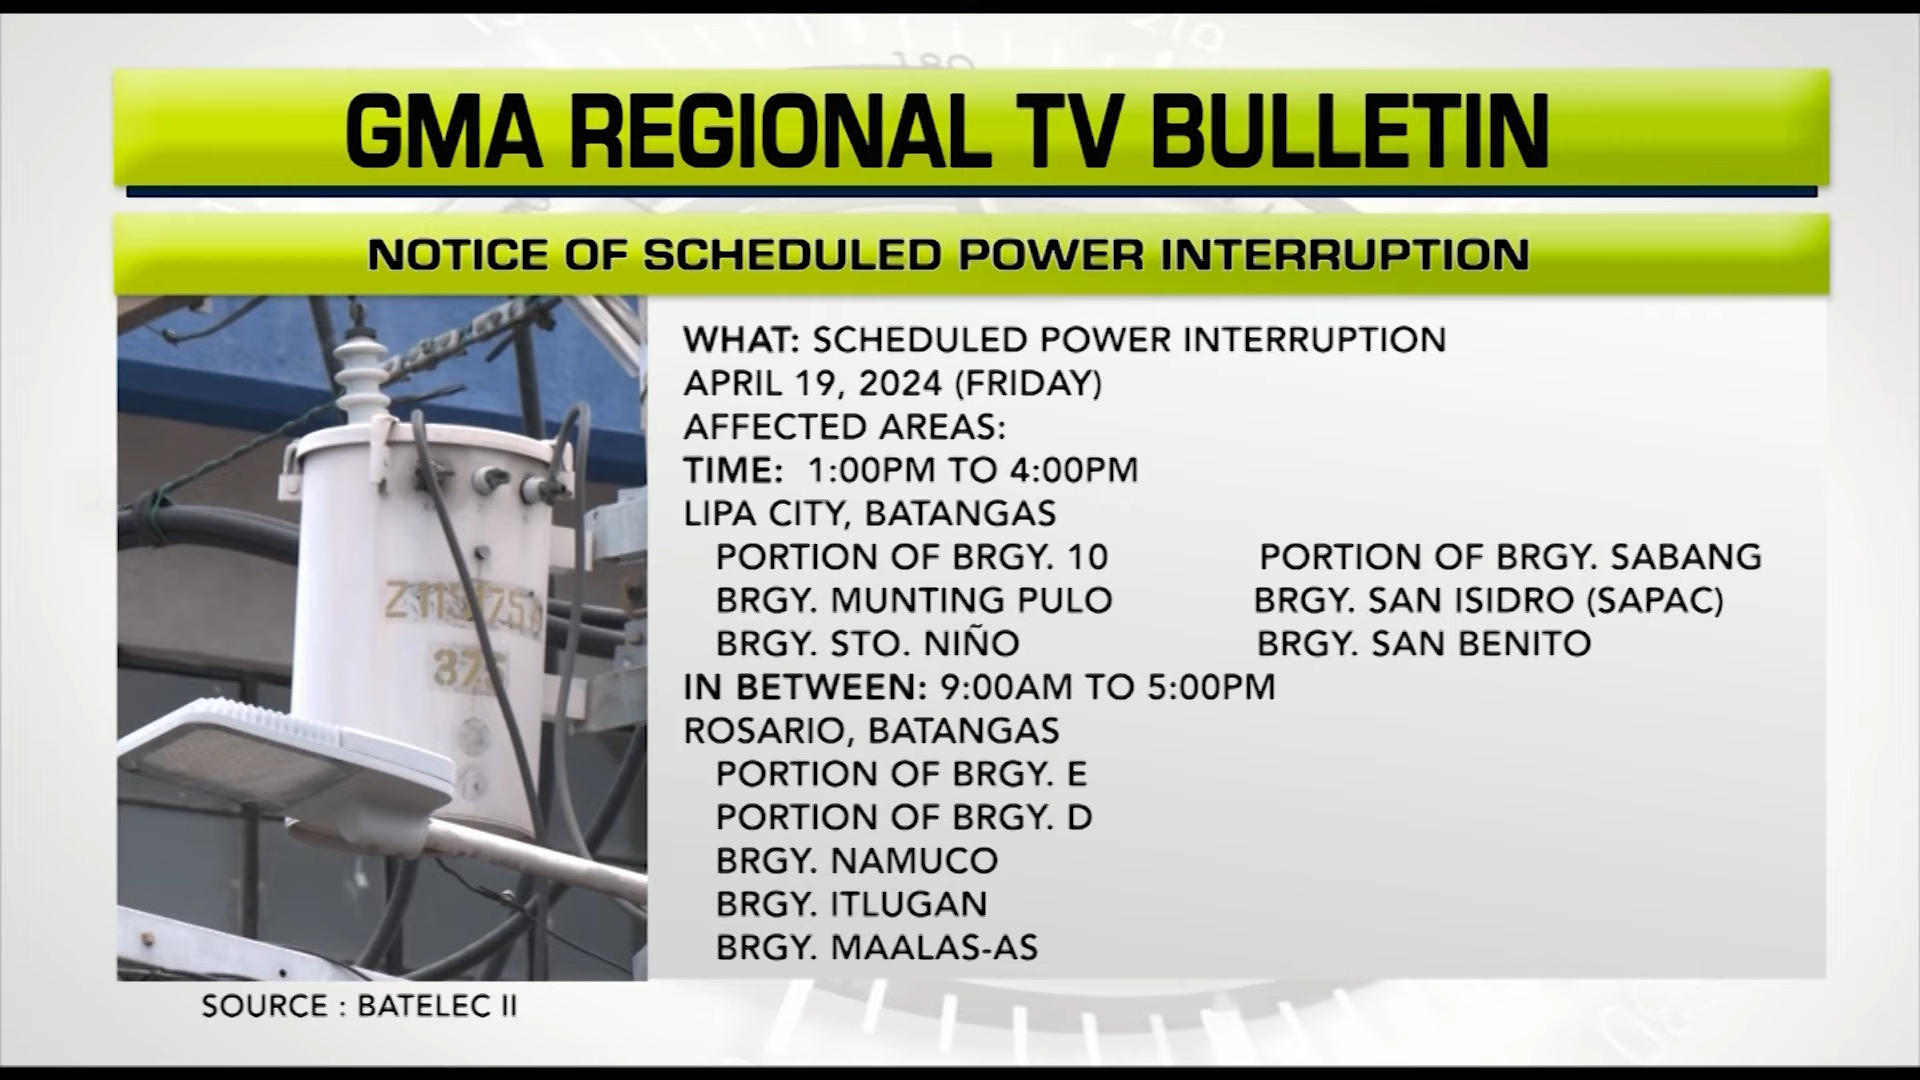 GMA REGIONAL TV BULLETIN
NOTICE OF SCHEDULED POWER INTERRUPTION
WHAT: SCHEDULED POWER INTERRUPTION
APRIL 19, 2024 (FRIDAY)
AFFECTED AREAS:
TIME: 1:00PM TO 4:00PM
LIPA CITY, BATANGAS
PORTION OF BRGY. 10 PORTION OF BRGY. SABANG
BRGY. MUNTING PULO BRGY. SAN ISIDRO (SAPAC)
BRGY. STO. NIÑO BRGY. SAN BENITO
IN BETWEEN: 9:00AM TO 5:00PM
ROSARIO, BATANGAS
PORTION OF BRGY. E
PORTION OF BRGY. D
BRGY. NAMUCO
BRGY. ITLUGAN
BRGY. MAALAS-AS
SOURCE : BATELEC II